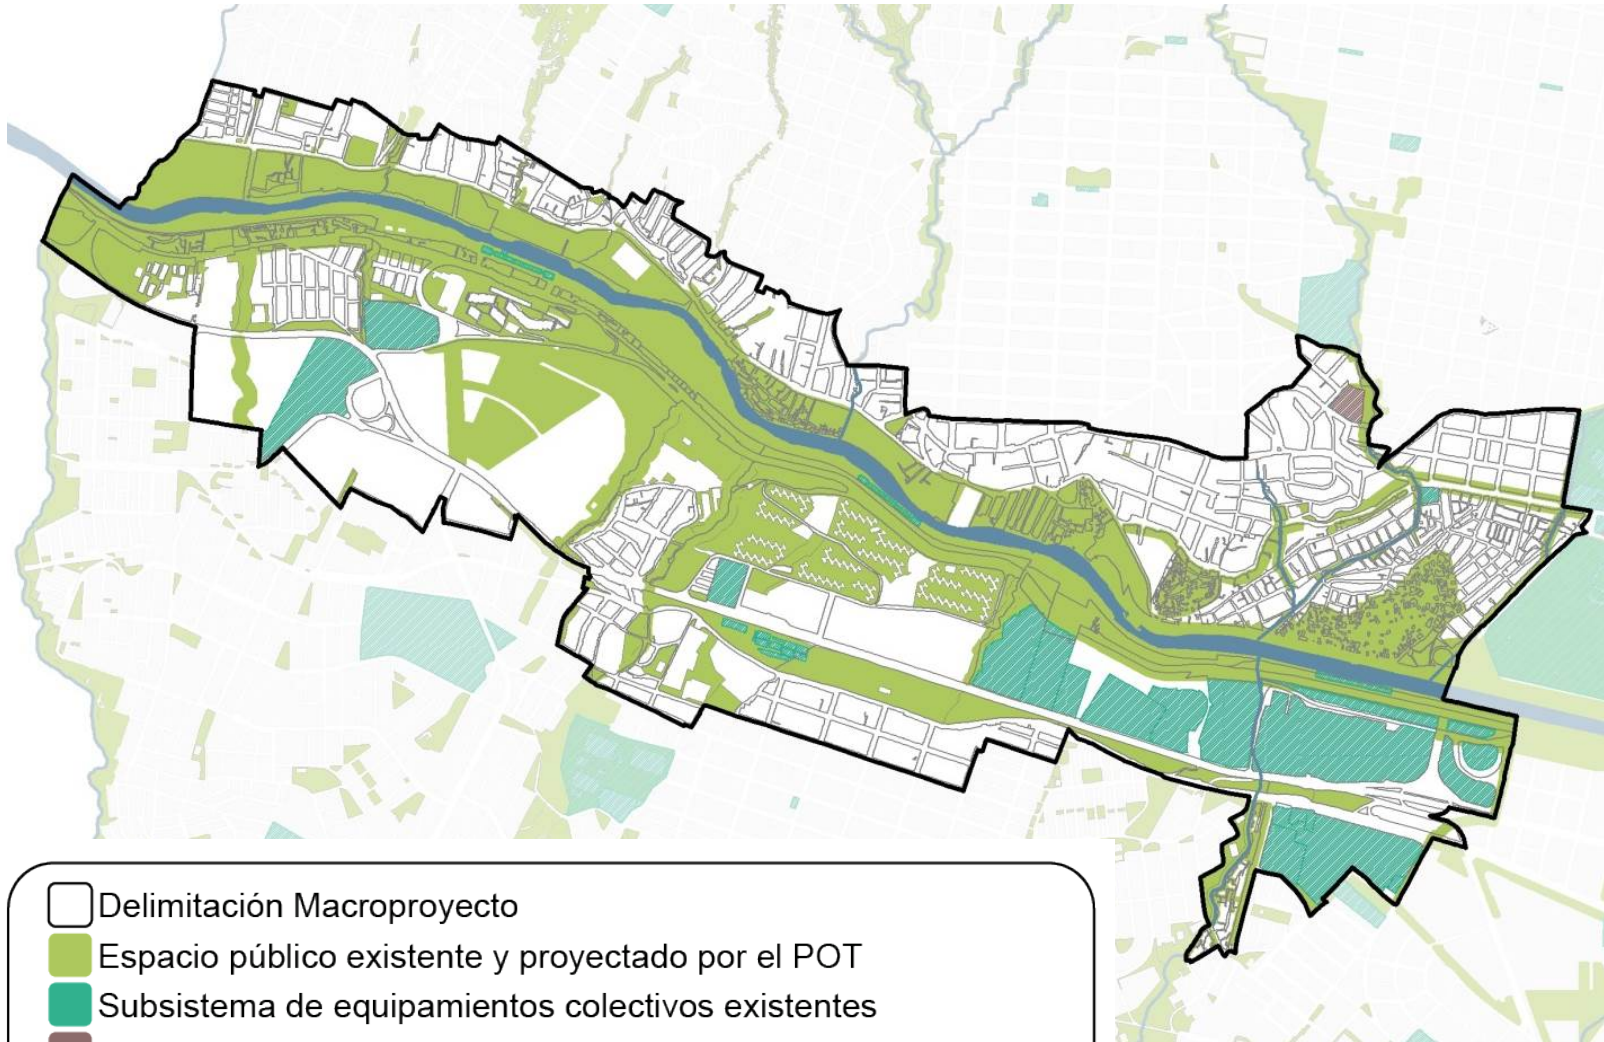 Delimitación Macroproyecto
Espacio público existente y proyectado por el POT
Subsistema de equipamientos colectivos existentes